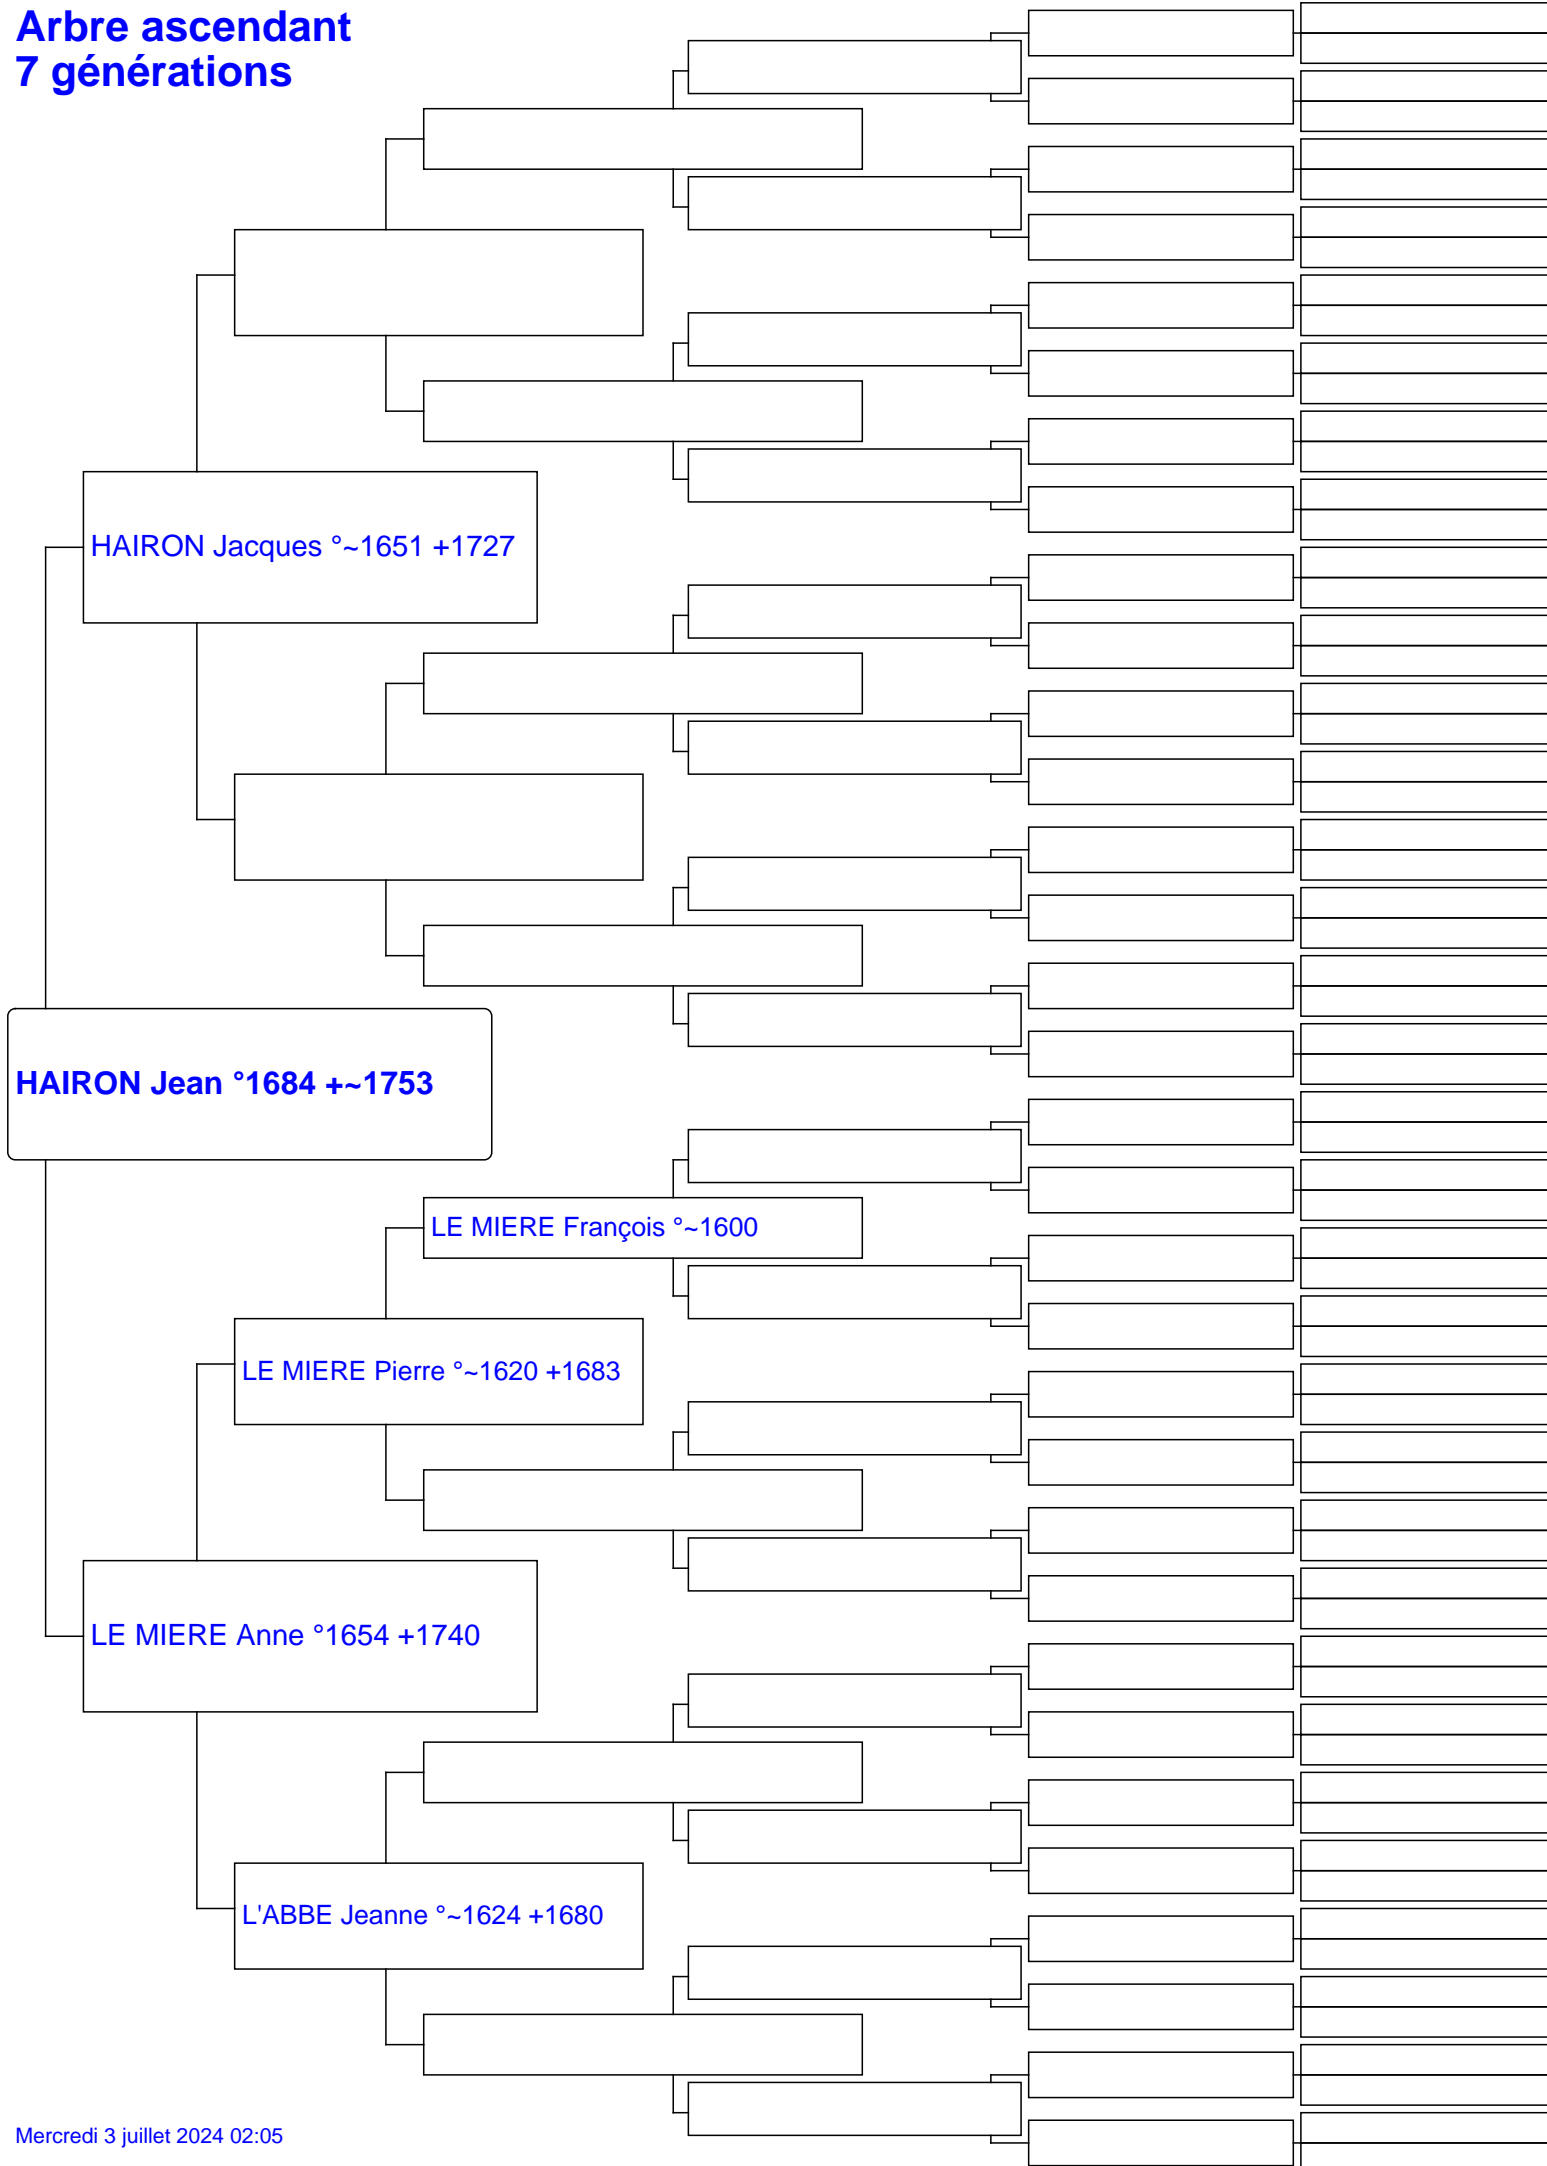 Arbre ascendant
7 générations
HAIRON Jacques °~1651 +1727
HAIRON Jean °1684 +~1753
LE MIERE François °~1600
LE MIERE Pierre °~1620 +1683
LE MIERE Anne °1654 +1740
L'ABBE Jeanne °~1624 +1680
Mercredi 3 juillet 2024 02:05